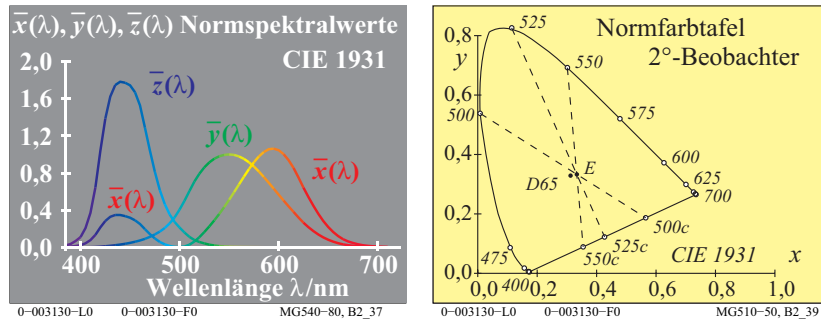 x̅(λ), y̅(λ), z̅(λ) Normspektralwerte
CIE 1931
2,0
1,6
1,2
0,8
0,4
0,0
z̅(λ)
y̅(λ)
x̅(λ)
x̅(λ)
400 500 600 700
Wellenlänge λ/nm
0-003130-L0 0-003130-F0 MG540-80, B2_37
Normfarbtafel
2°-Beobachter
0,8
y
0,6
0,4
0,2
0,0
525
550
500
575
600
625
700
E
D65
500c
525c
550c
475
400
CIE 1931
0,0 0,2 0,4 0,6 0,8 x
0-003130-L0 0-003130-F0 MG510-50, B2_39